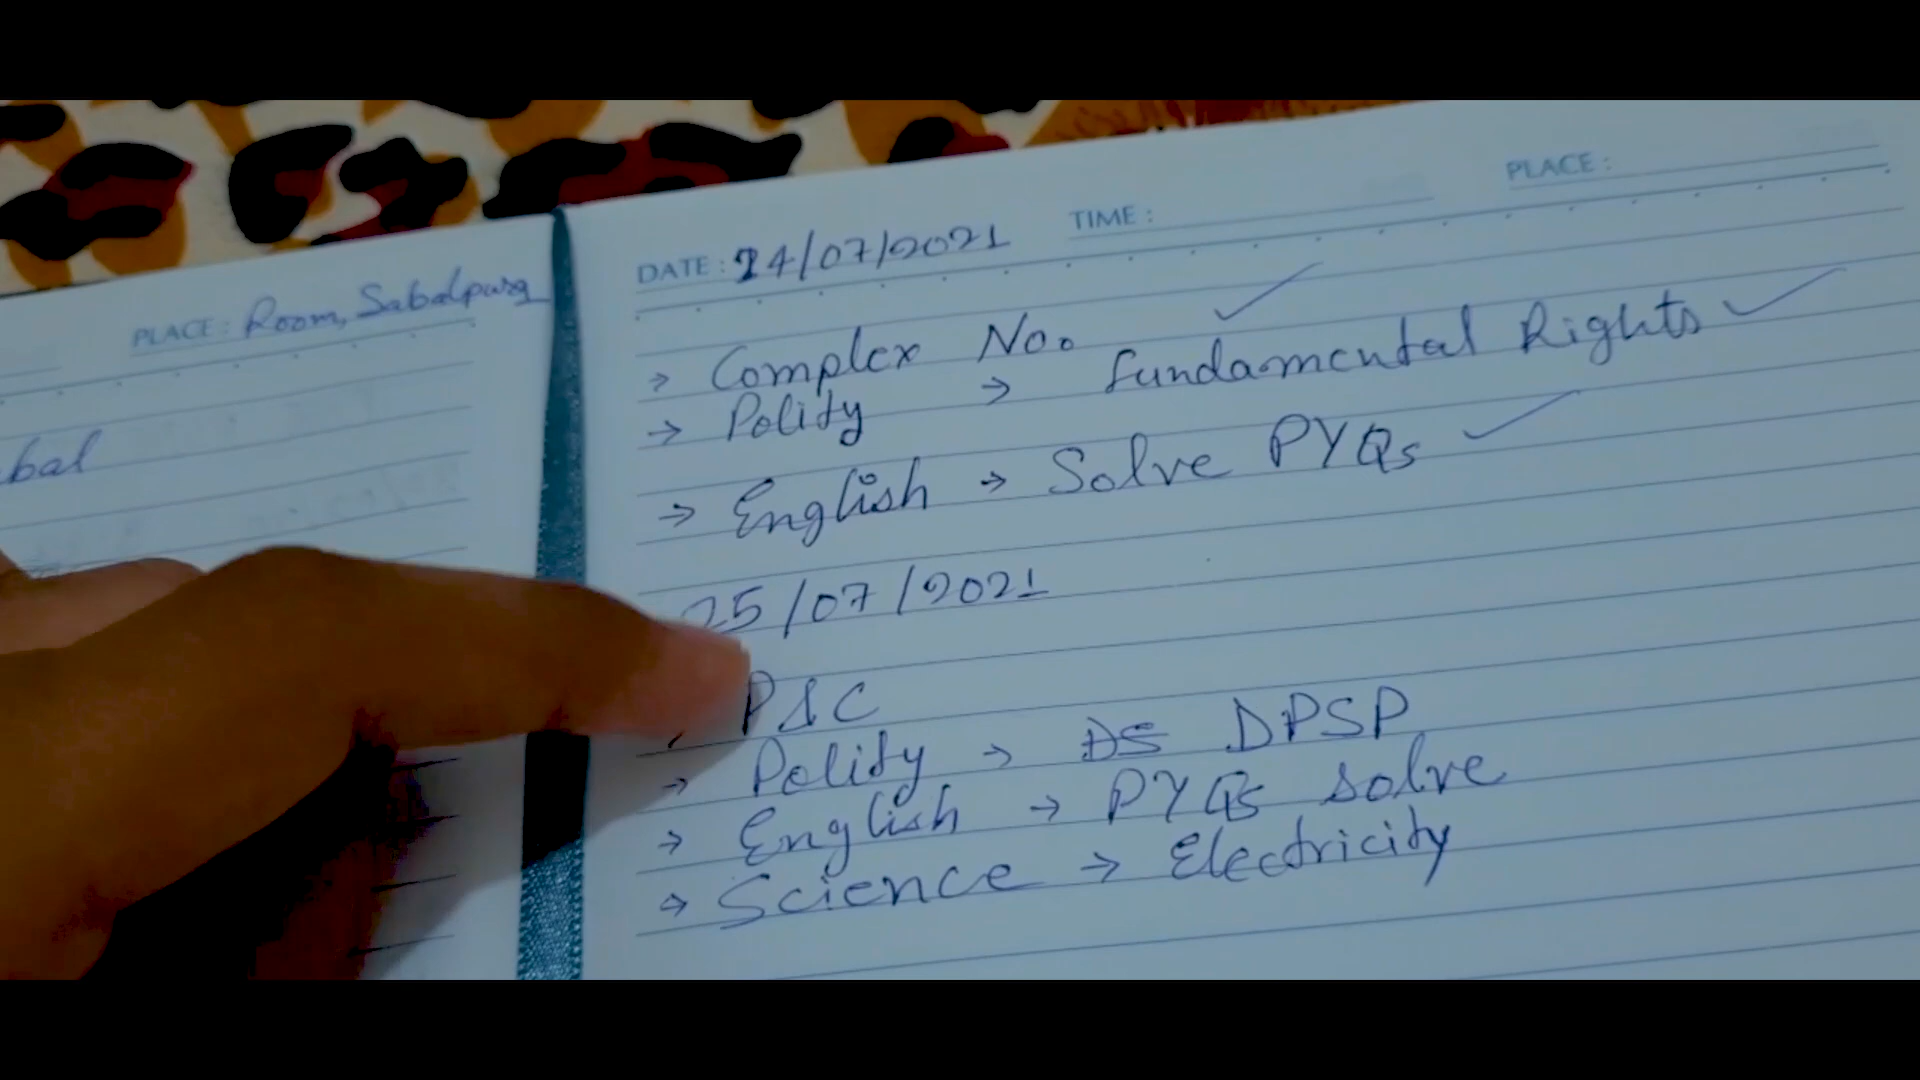 PLACE: Room, Sabalpurg
bal
DATE: 24/07/2021 TIME: PLACE:
→ Complex No. ✓
→ Polity → fundamental Rights ✓
→ English → Solve PYQs ✓
25/07/2021
P&C
→ Polity → DS DPSP
→ English → PYQs solve
→ Science → Electricity